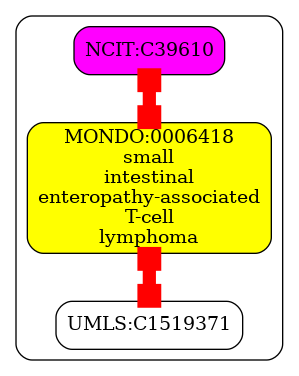 NCIT:C39610
MONDO:0006418
small
intestinal
enteropathy-associated
T-cell
lymphoma
UMLS:C1519371